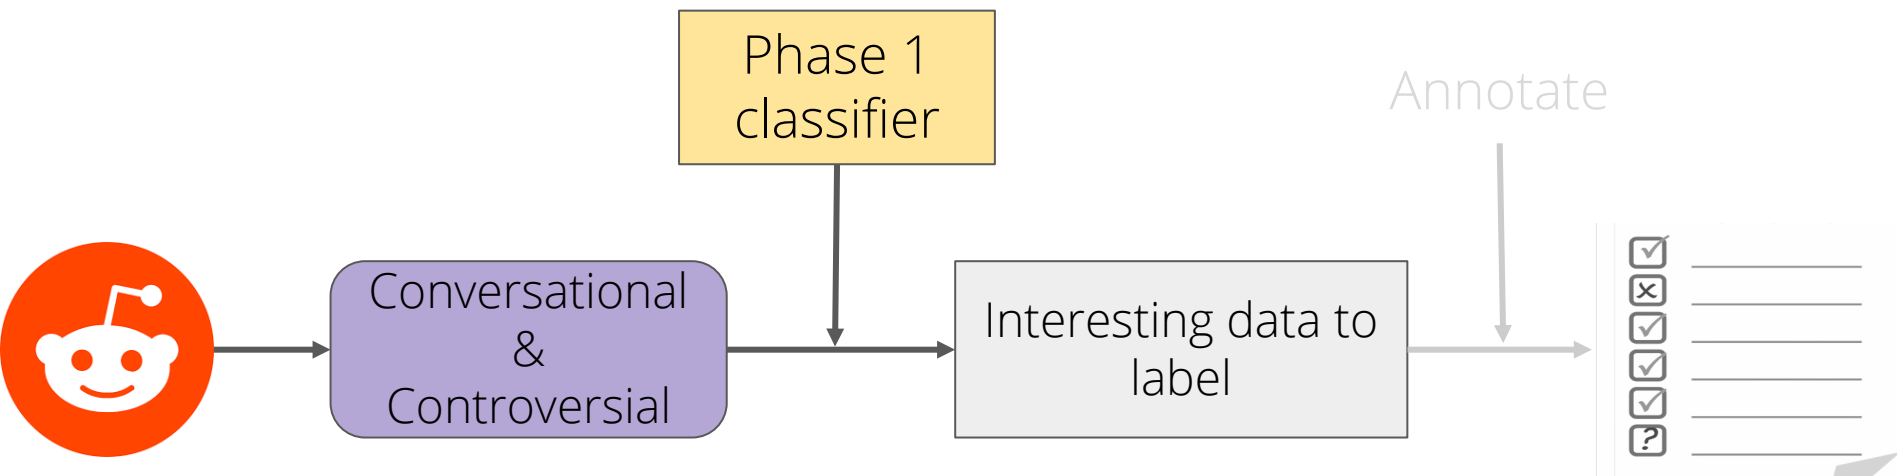 Phase 1
classifier
Annotate
Conversational
&
Controversial
Interesting data to
label
?